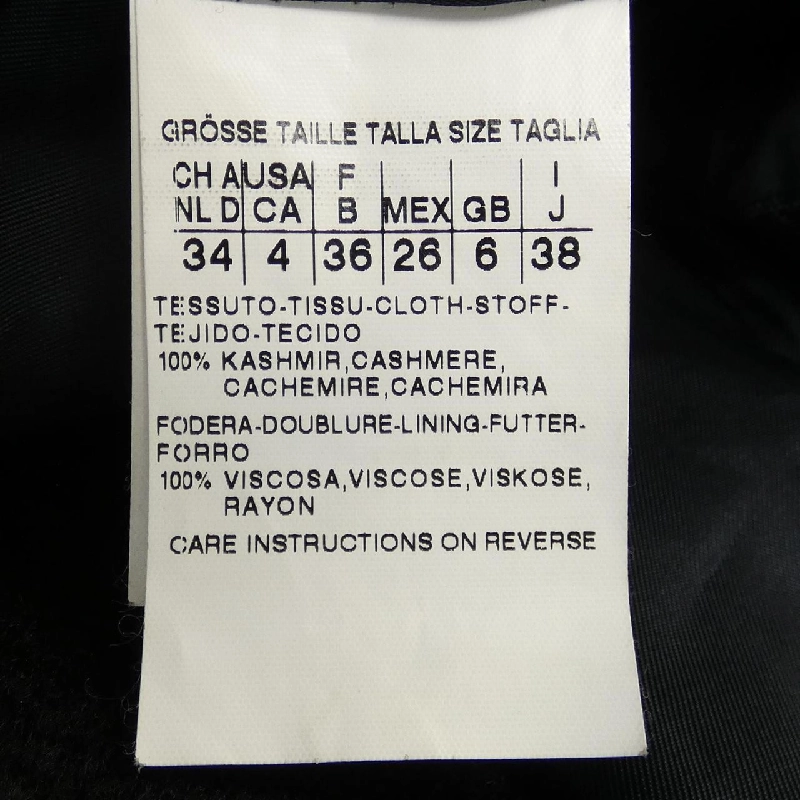 GRÖSSE TAILLE TALLA SIZE TAGLIA
CH A USA F I
NL D CA B MEX GB J
34 4 36 26 6 38
TESSUTO-TISSU-CLOTH-STOFF-
TEJIDO-TECIDO
100% KASHMIR,CASHMERE,
CACHEMIRE,CACHEMIRA
FODERA-DOUBLURE-LINING-FUTTER-
FORRO
100% VISCOSA,VISCOSE,VISKOSE,
RAYON
CARE INSTRUCTIONS ON REVERSE